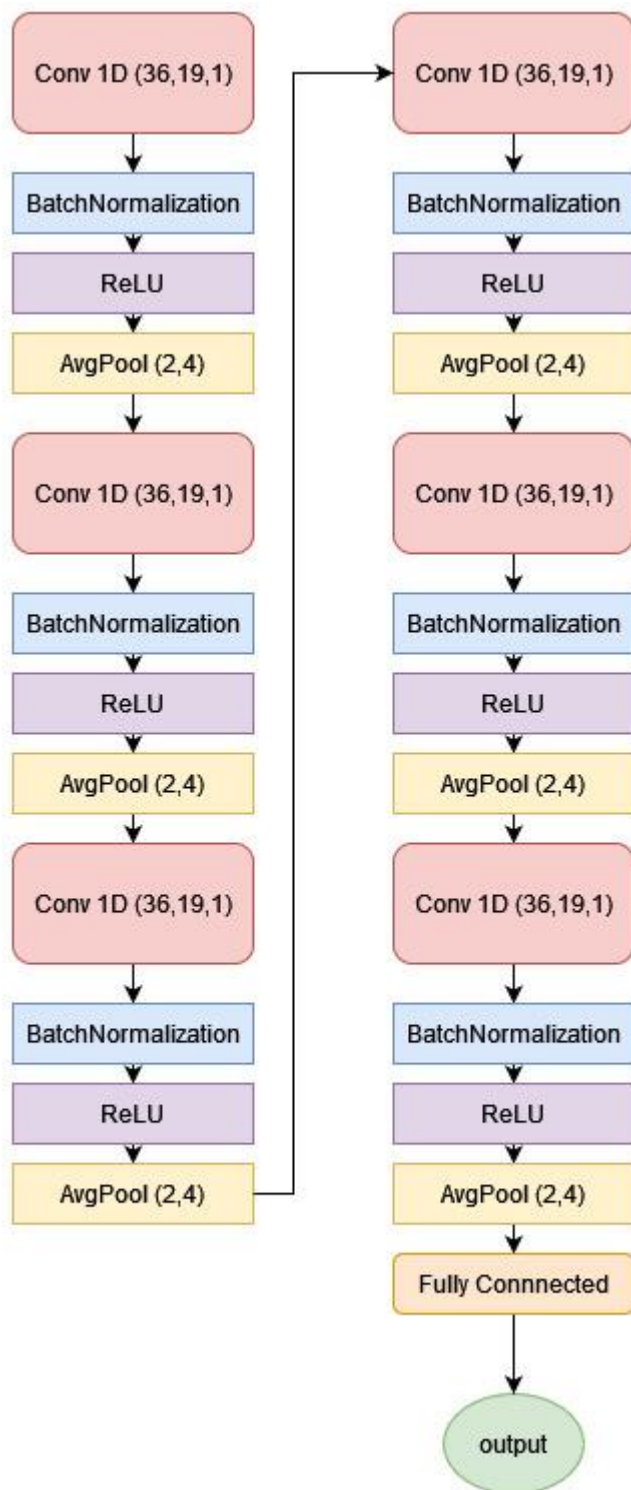 Conv 1D (36,19,1)
BatchNormalization
ReLU
AvgPool (2,4)
Conv 1D (36,19,1)
BatchNormalization
ReLU
AvgPool (2,4)
Conv 1D (36,19,1)
BatchNormalization
ReLU
AvgPool (2,4)
Conv 1D (36,19,1)
BatchNormalization
ReLU
AvgPool (2,4)
Conv 1D (36,19,1)
BatchNormalization
ReLU
AvgPool (2,4)
Conv 1D (36,19,1)
BatchNormalization
ReLU
AvgPool (2,4)
Fully Connnected
output